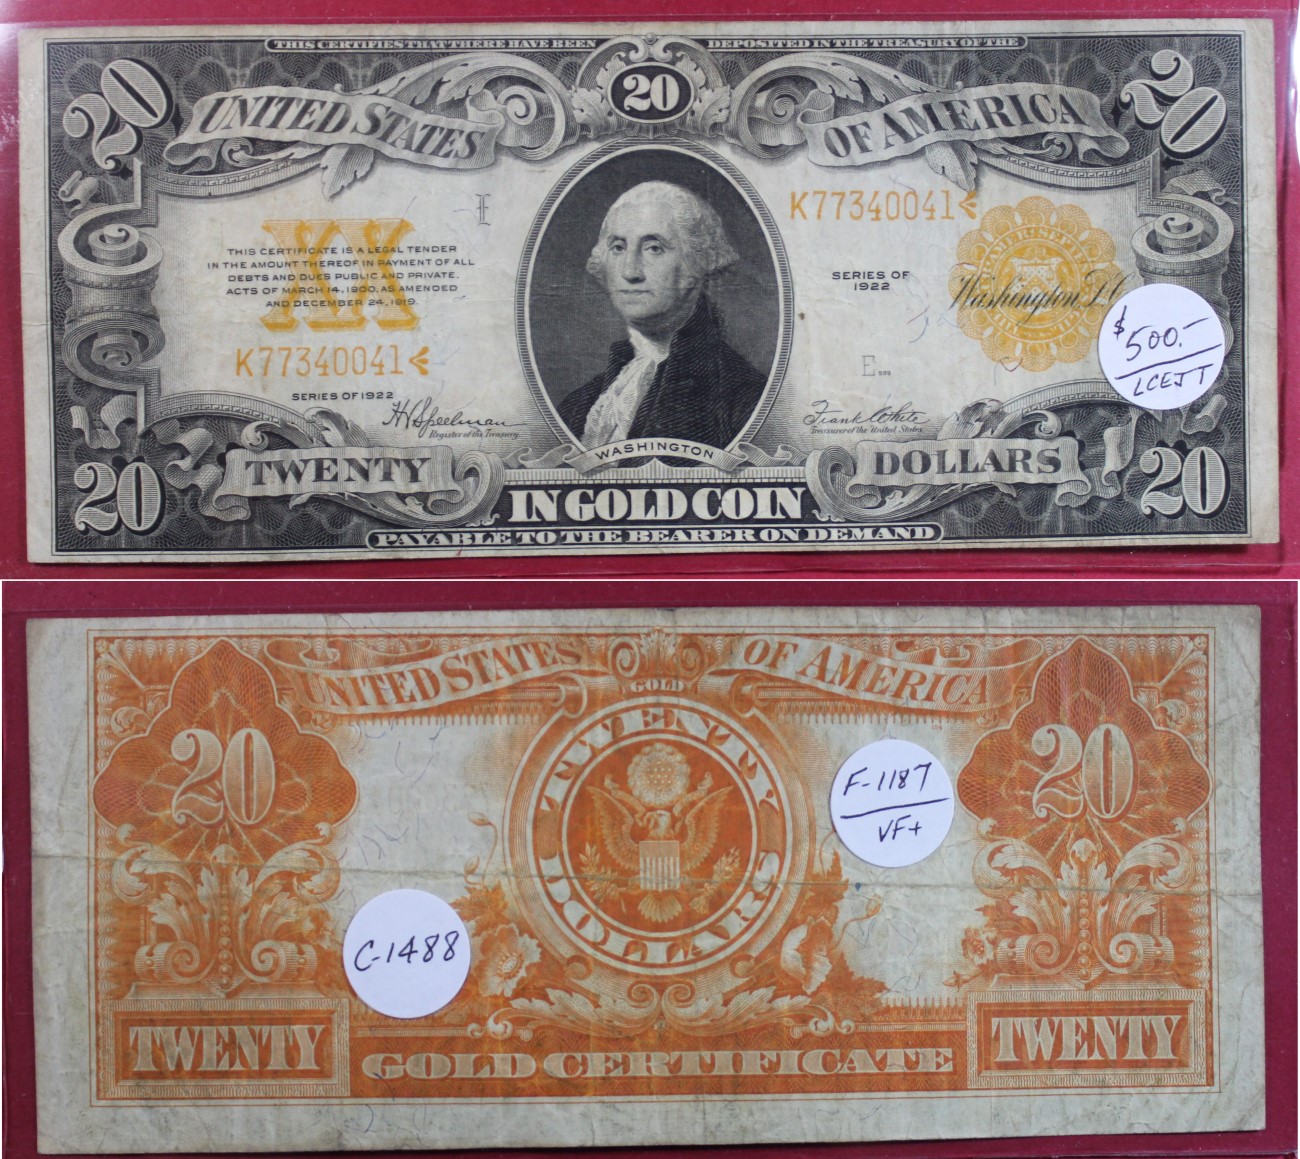 THIS CERTIFIES THAT THERE HAVE BEEN DEPOSITED IN THE TREASURY OF THE
20 20 20
UNITED STATES OF AMERICA
K77340041
XX
THIS CERTIFICATE IS A LEGAL TENDER
IN THE AMOUNT THEREOF IN PAYMENT OF ALL
DEBTS AND DUES PUBLIC AND PRIVATE.
ACTS OF MARCH 14, 1900, AS AMENDED
AND DECEMBER 24, 1919.
SERIES OF
1922
Washington, D.C.
$500.-
LCEJT
K77340041
E
SERIES OF 1922
H V Speelman
Register of the Treasury
Frank White
Treasurer of the United States
WASHINGTON
TWENTY DOLLARS
20 20
IN GOLD COIN
PAYABLE TO THE BEARER ON DEMAND
UNITED STATES OF AMERICA
GOLD
20 20
TWENTY
DOLLARS
F-1187
VF+
C-1488
TWENTY TWENTY
GOLD CERTIFICATE